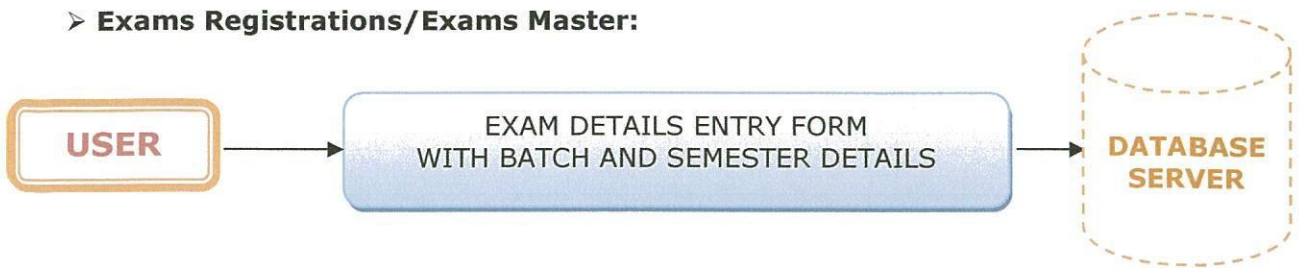 ➢ Exams Registrations/Exams Master:
USER
EXAM DETAILS ENTRY FORM
WITH BATCH AND SEMESTER DETAILS
DATABASE
SERVER